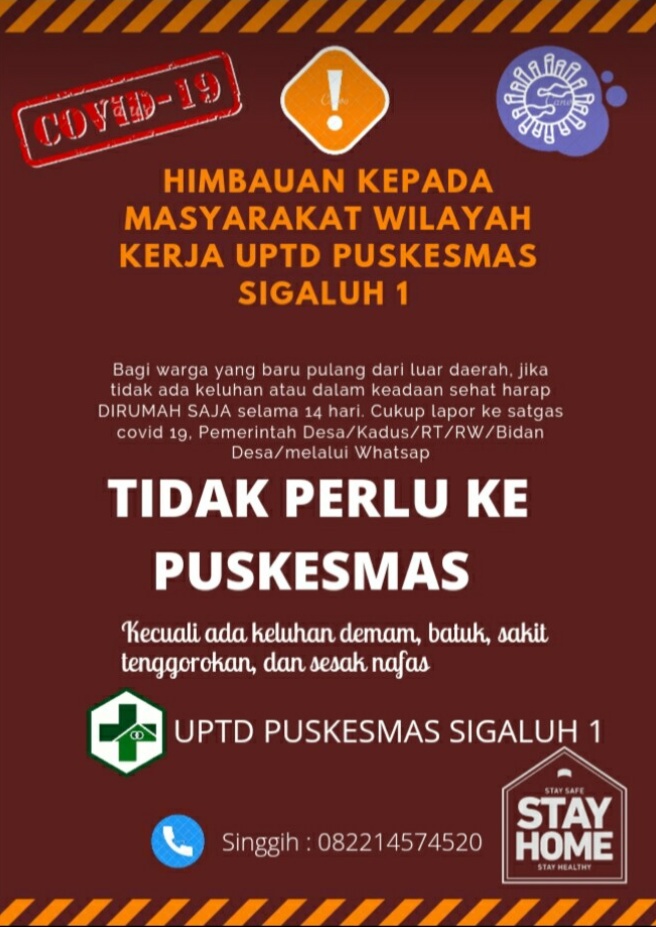 COVID-19
HIMBAUAN KEPADA
MASYARAKAT WILAYAH
KERJA UPTD PUSKESMAS
SIGALUH 1
Bagi warga yang baru pulang dari luar daerah, jika
tidak ada keluhan atau dalam keadaan sehat harap
DIRUMAH SAJA selama 14 hari. Cukup lapor ke satgas
covid 19, Pemerintah Desa/Kadus/RT/RW/Bidan
Desa/melalui Whatsap
TIDAK PERLU KE
PUSKESMAS
Kecuali ada keluhan demam, batuk, sakit
tenggorokan, dan sesak nafas
UPTD PUSKESMAS SIGALUH 1
STAY SAFE
STAY
HOME
STAY HEALTHY
Singgih : 082214574520